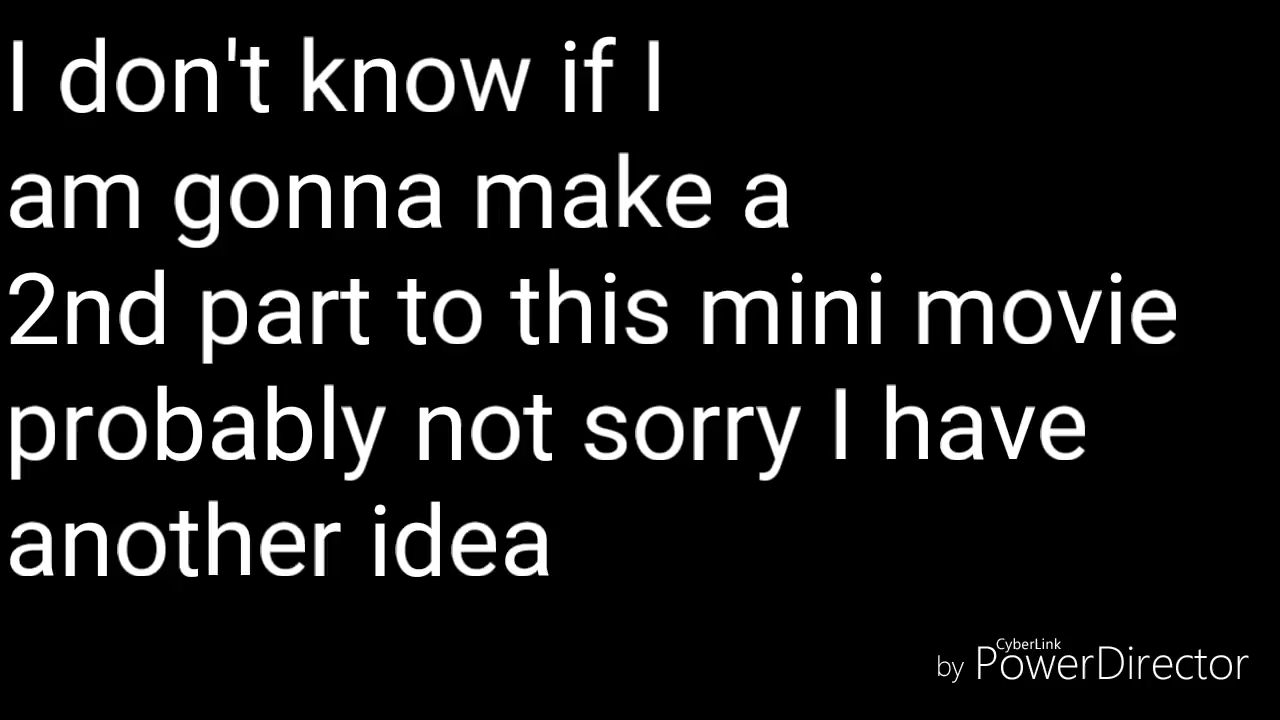 I don't know if I
am gonna make a
2nd part to this mini movie
probably not sorry I have
another idea
by CyberLink PowerDirector